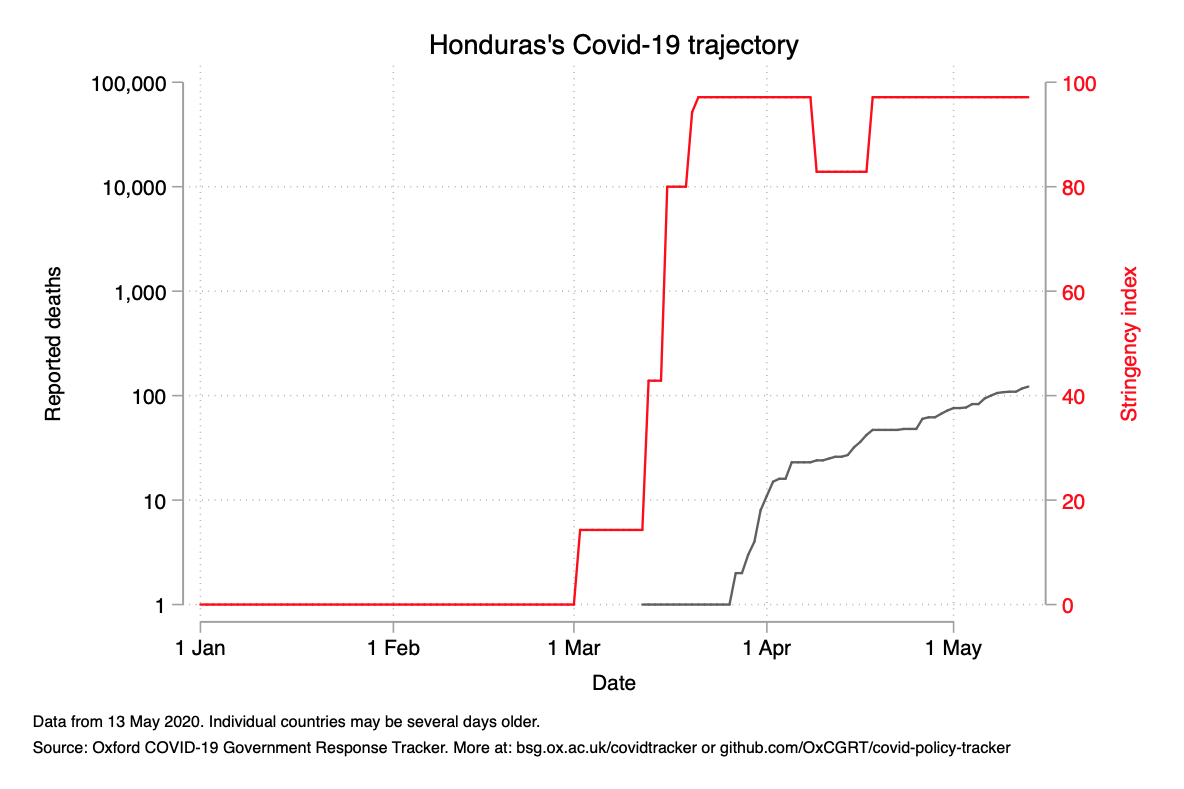 Honduras's Covid-19 trajectory
100,000
10,000
1,000
100
10
1
Reported deaths
100
80
60
40
20
0
Stringency index
1 Jan
1 Feb
1 Mar
1 Apr
1 May
Date
Data from 13 May 2020. Individual countries may be several days older.
Source: Oxford COVID-19 Government Response Tracker. More at: bsg.ox.ac.uk/covidtracker or github.com/OxCGRT/covid-policy-tracker